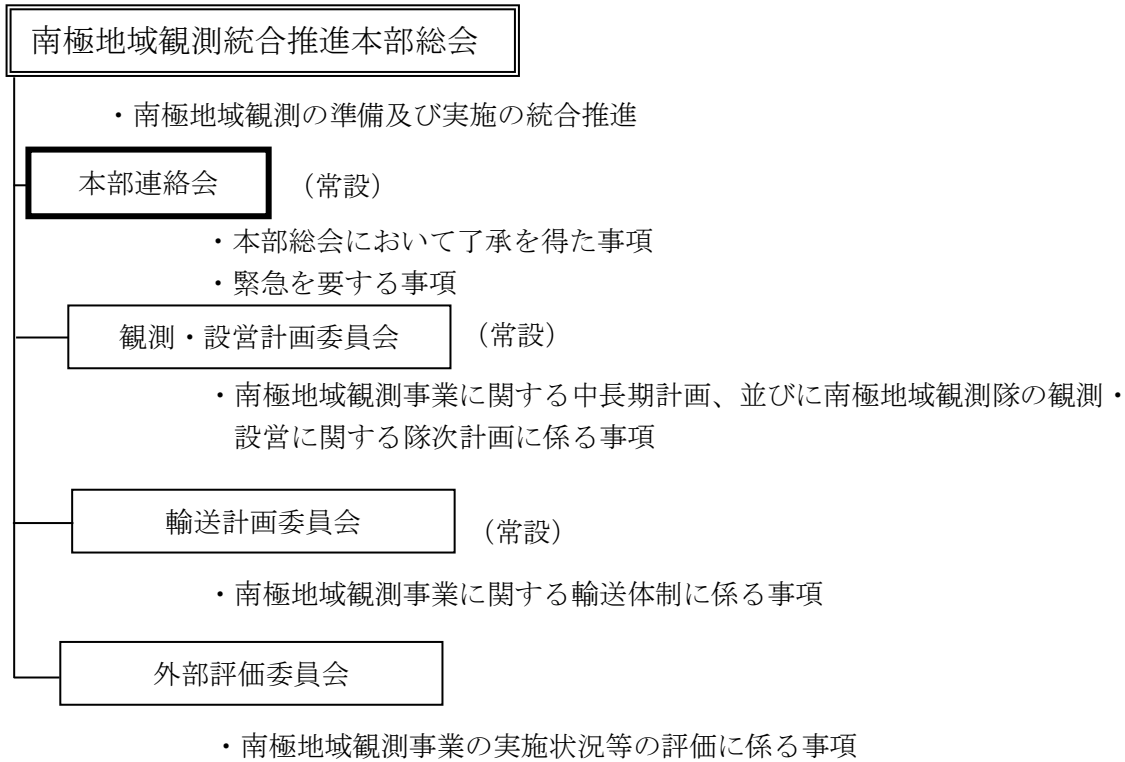 南極地域観測統合推進本部総会
・南極地域観測の準備及び実施の統合推進
本部連絡会 （常設）
・本部総会において了承を得た事項
・緊急を要する事項
観測・設営計画委員会 （常設）
・南極地域観測事業に関する中長期計画、並びに南極地域観測隊の観測・
設営に関する隊次計画に係る事項
輸送計画委員会 （常設）
・南極地域観測事業に関する輸送体制に係る事項
外部評価委員会
・南極地域観測事業の実施状況等の評価に係る事項